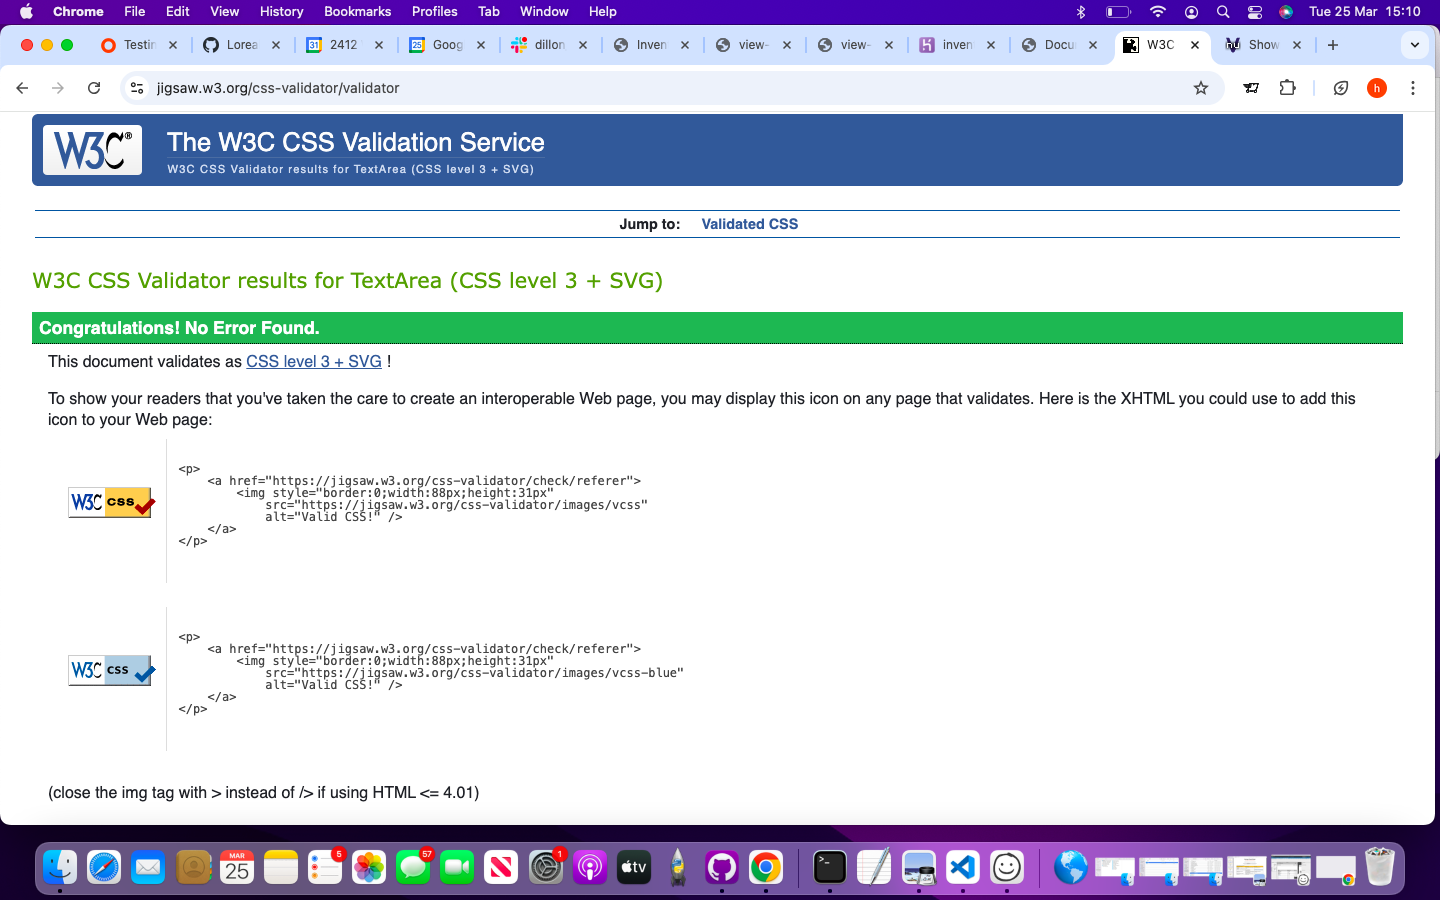 Chrome File Edit View History Bookmarks Profiles Tab Window Help Tue 25 Mar 15:10
Testin Lorea 31 2412 25 Goog dillon Inven view- view- inven Docu W3C Show
jigsaw.w3.org/css-validator/validator h
W3C® The W3C CSS Validation Service
W3C CSS Validator results for TextArea (CSS level 3 + SVG)
Jump to: Validated CSS
W3C CSS Validator results for TextArea (CSS level 3 + SVG)
Congratulations! No Error Found.
This document validates as CSS level 3 + SVG !
To show your readers that you've taken the care to create an interoperable Web page, you may display this icon on any page that validates. Here is the XHTML you could use to add this
icon to your Web page:
<p>
<a href="https://jigsaw.w3.org/css-validator/check/referer">
<img style="border:0;width:88px;height:31px"
W3C CSS
src="https://jigsaw.w3.org/css-validator/images/vcss"
alt="Valid CSS!" />
</a>
</p>
<p>
<a href="https://jigsaw.w3.org/css-validator/check/referer">
<img style="border:0;width:88px;height:31px"
W3C CSS
src="https://jigsaw.w3.org/css-validator/images/vcss-blue"
alt="Valid CSS!" />
</a>
</p>
(close the img tag with > instead of /> if using HTML <= 4.01)
MAR 5 57 1
25 tv >_